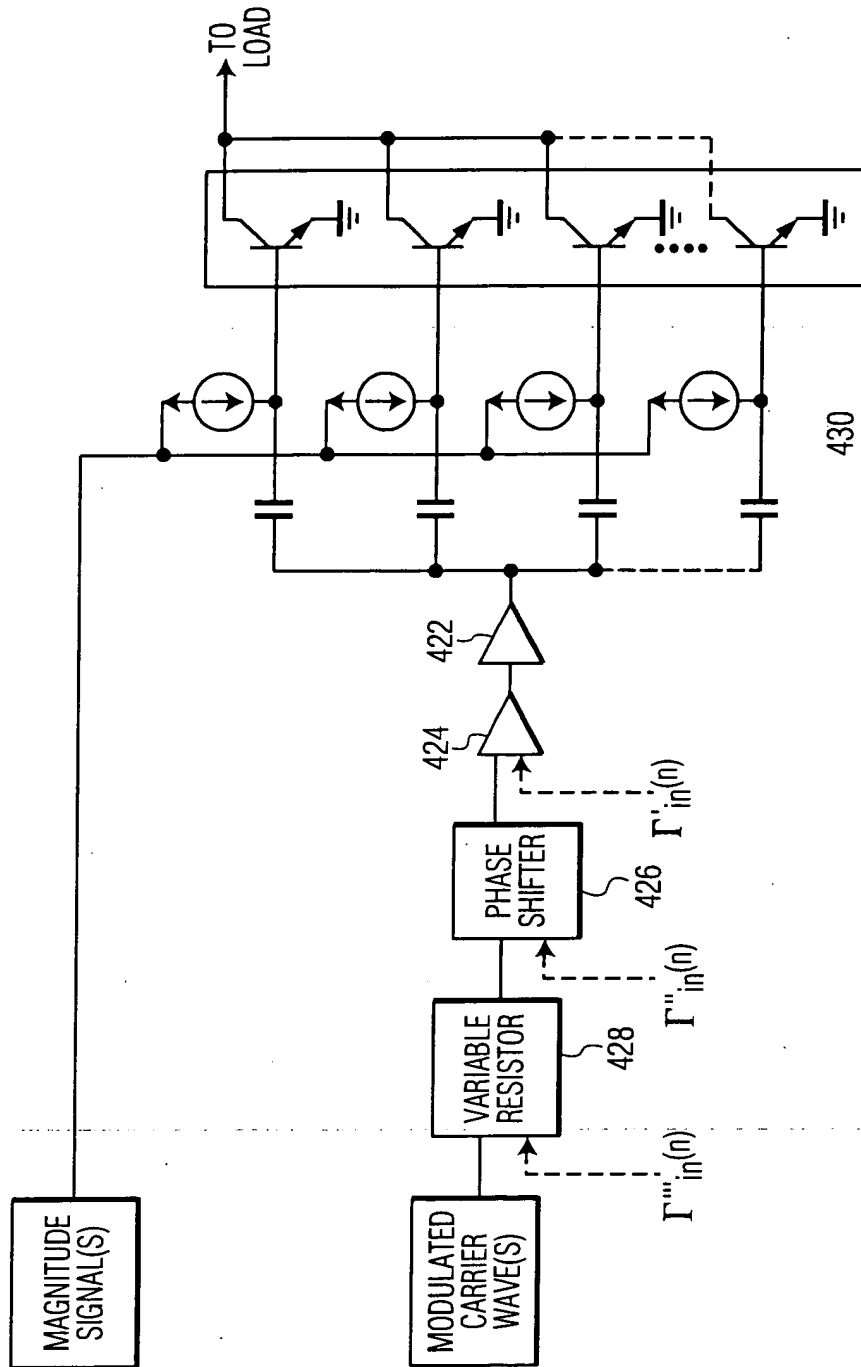 MAGNITUDE
SIGNAL(S)
MODULATED
CARRIER
WAVE(S)
Γ'''in(n)
VARIABLE
RESISTOR
428
Γ''in(n)
PHASE
SHIFTER
426
Γ'in(n)
424
422
430
TO
LOAD